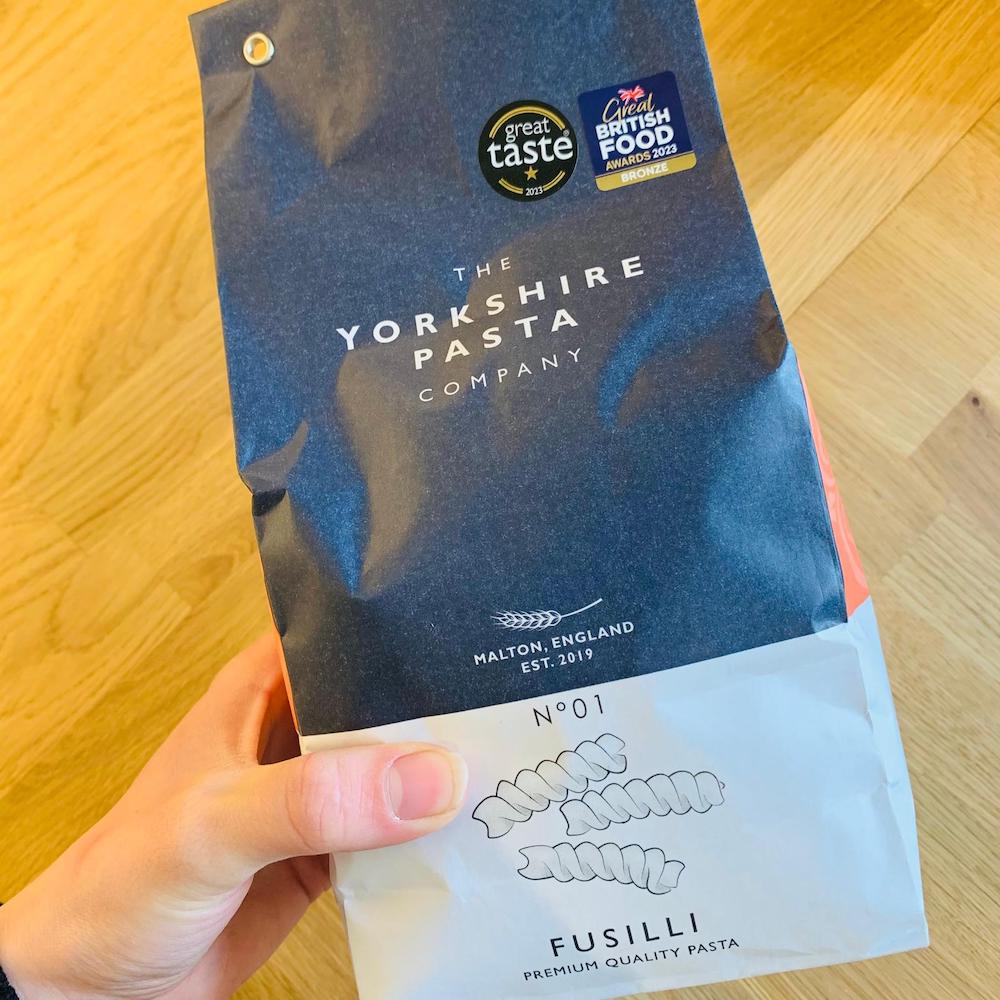 great
taste®
2023
Great
BRITISH
FOOD
AWARDS 2023
BRONZE
THE
YORKSHIRE
PASTA
COMPANY
MALTON, ENGLAND
EST. 2019
Nº01
FUSILLI
PREMIUM QUALITY PASTA